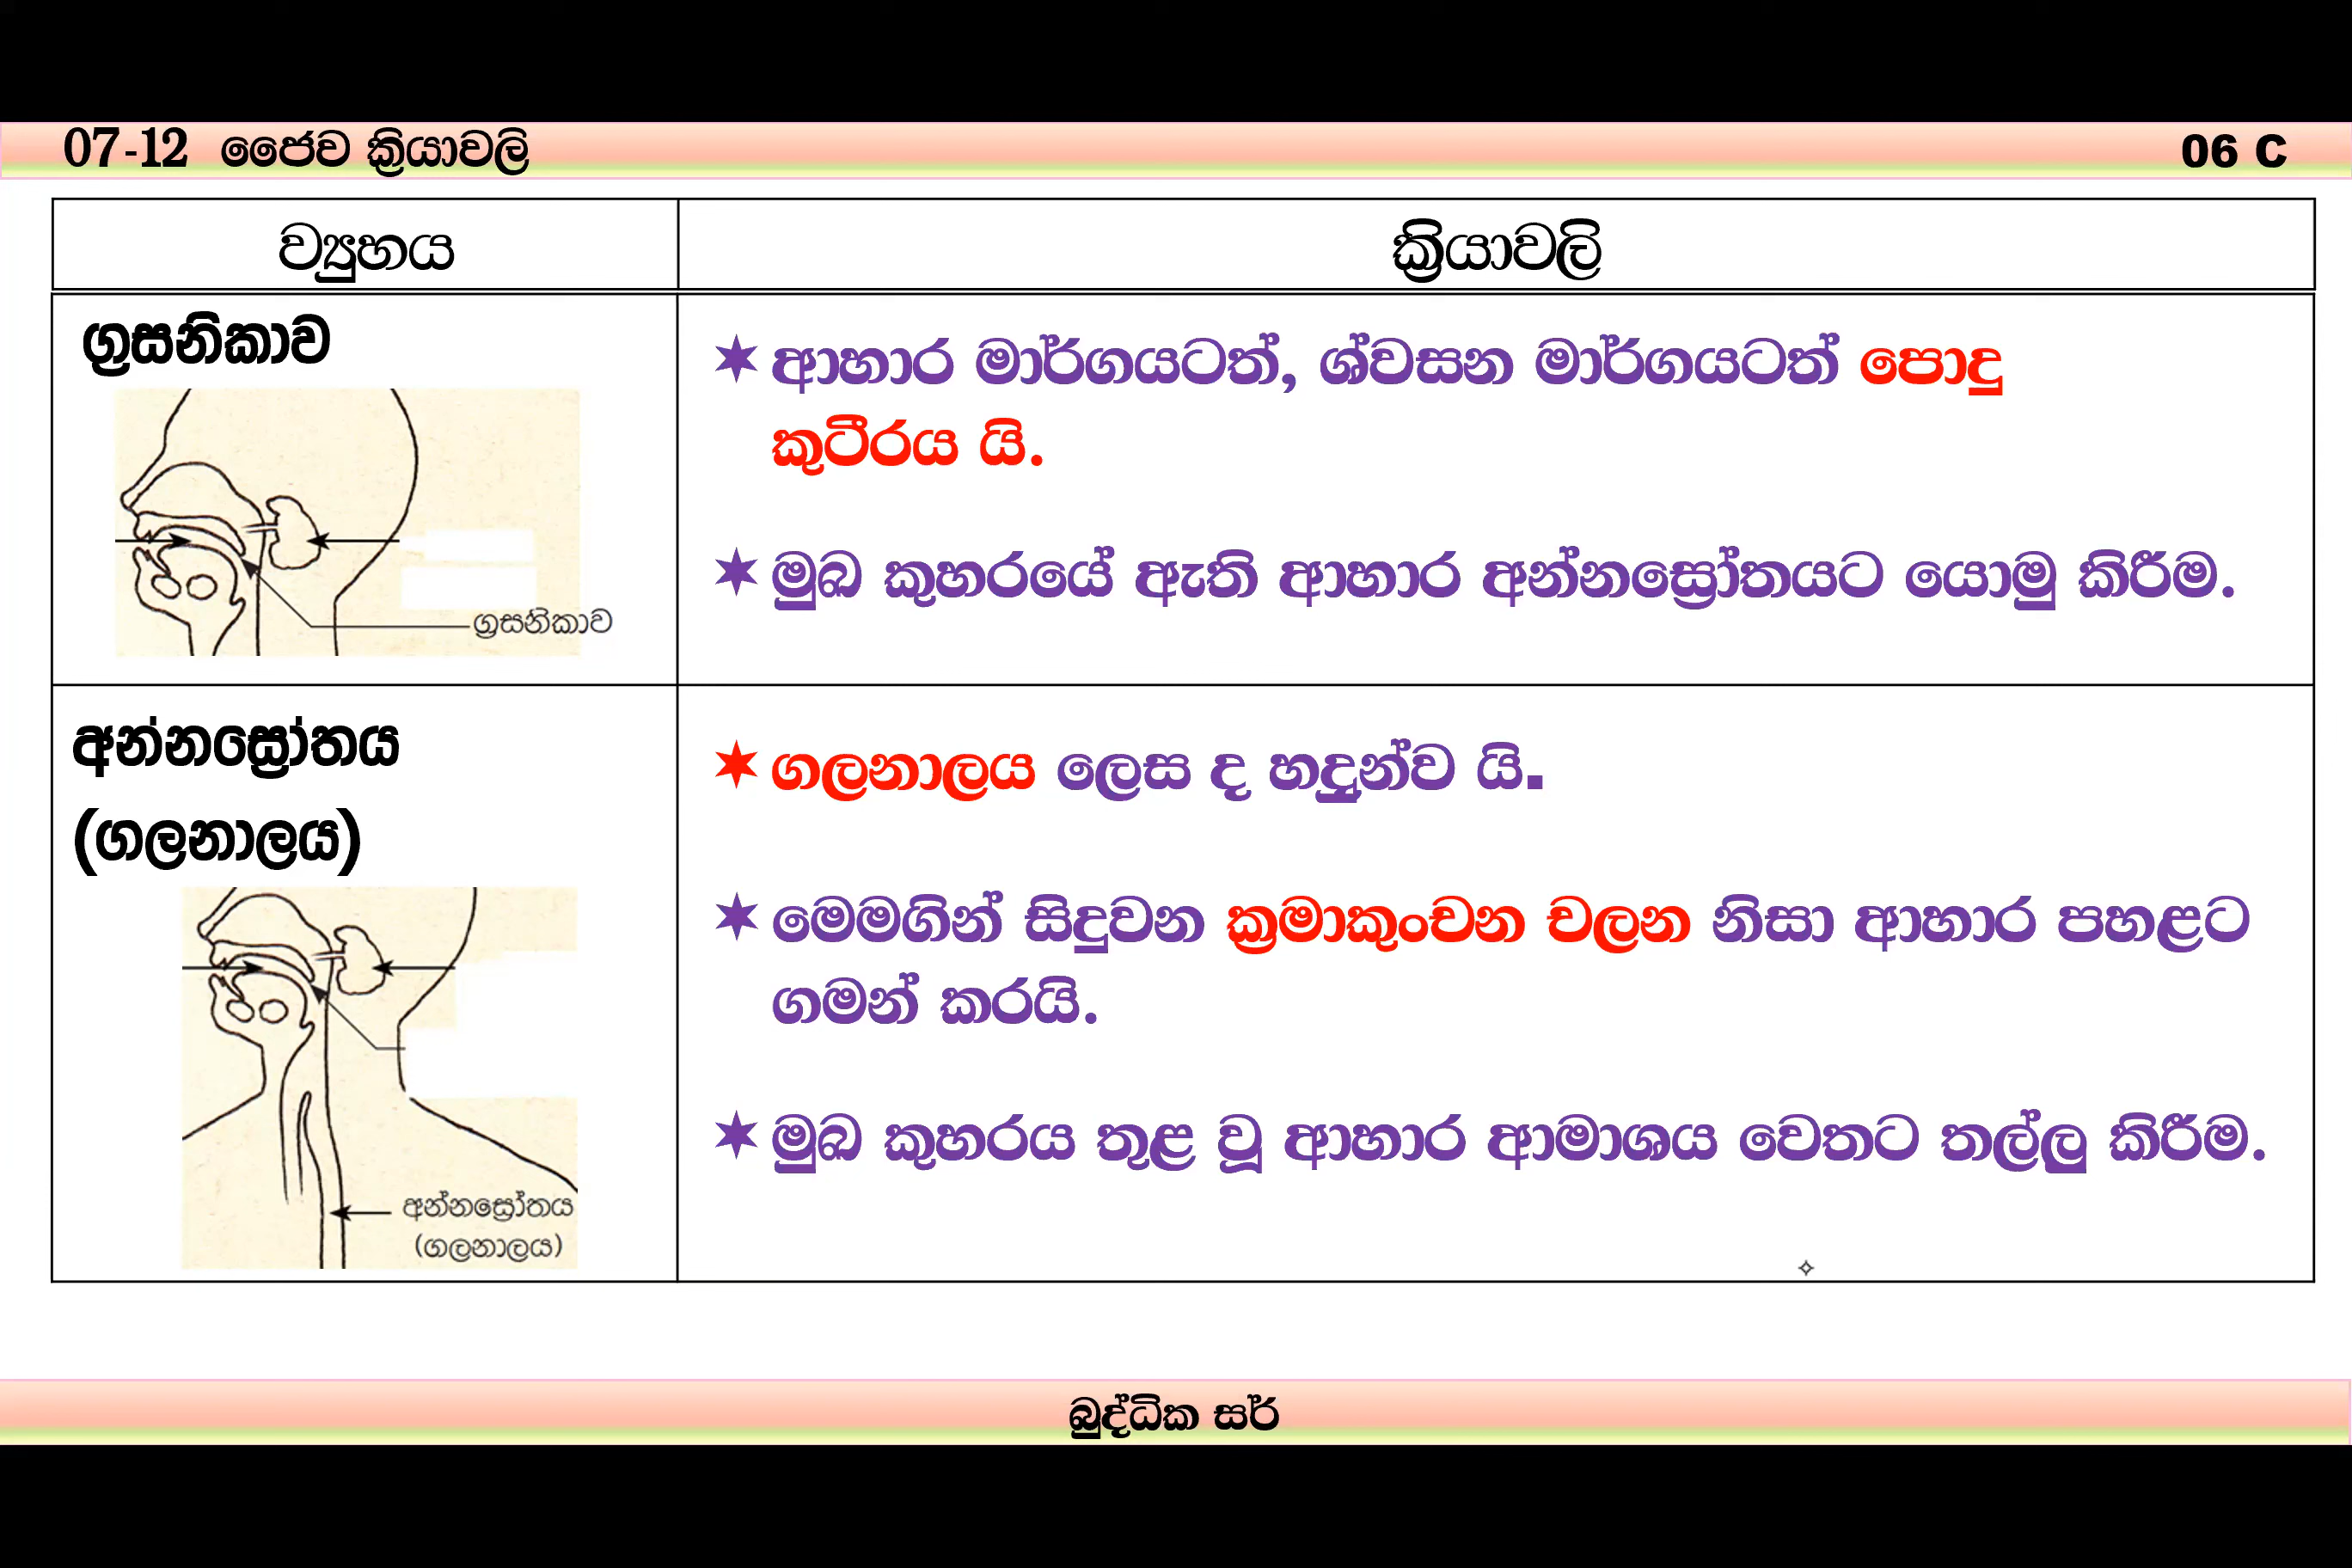 07-12 ජෛව ක්‍රියාවලි
06 C
ව්‍යුහය
ක්‍රියාවලි
ග්‍රසනිකාව
ග්‍රසනිකාව
✶ ආහාර මාර්ගයටත්, ශ්වසන මාර්ගයටත් පොදු
කුටීරය යි.
✶ මුඛ කුහරයේ ඇති ආහාර අන්නස්‍රෝතයට යොමු කිරීම.
අන්නස්‍රෝතය
(ගලනාලය)
අන්නස්‍රෝතය
(ගලනාලය)
✶ ගලනාලය ලෙස ද හදුන්ව යි.
✶ මෙමගින් සිදුවන ක්‍රමාකුංචන චලන නිසා ආහාර පහළට
ගමන් කරයි.
✶ මුඛ කුහරය තුළ වූ ආහාර ආමාශය වෙතට තල්ලු කිරීම.
බුද්ධික සර්